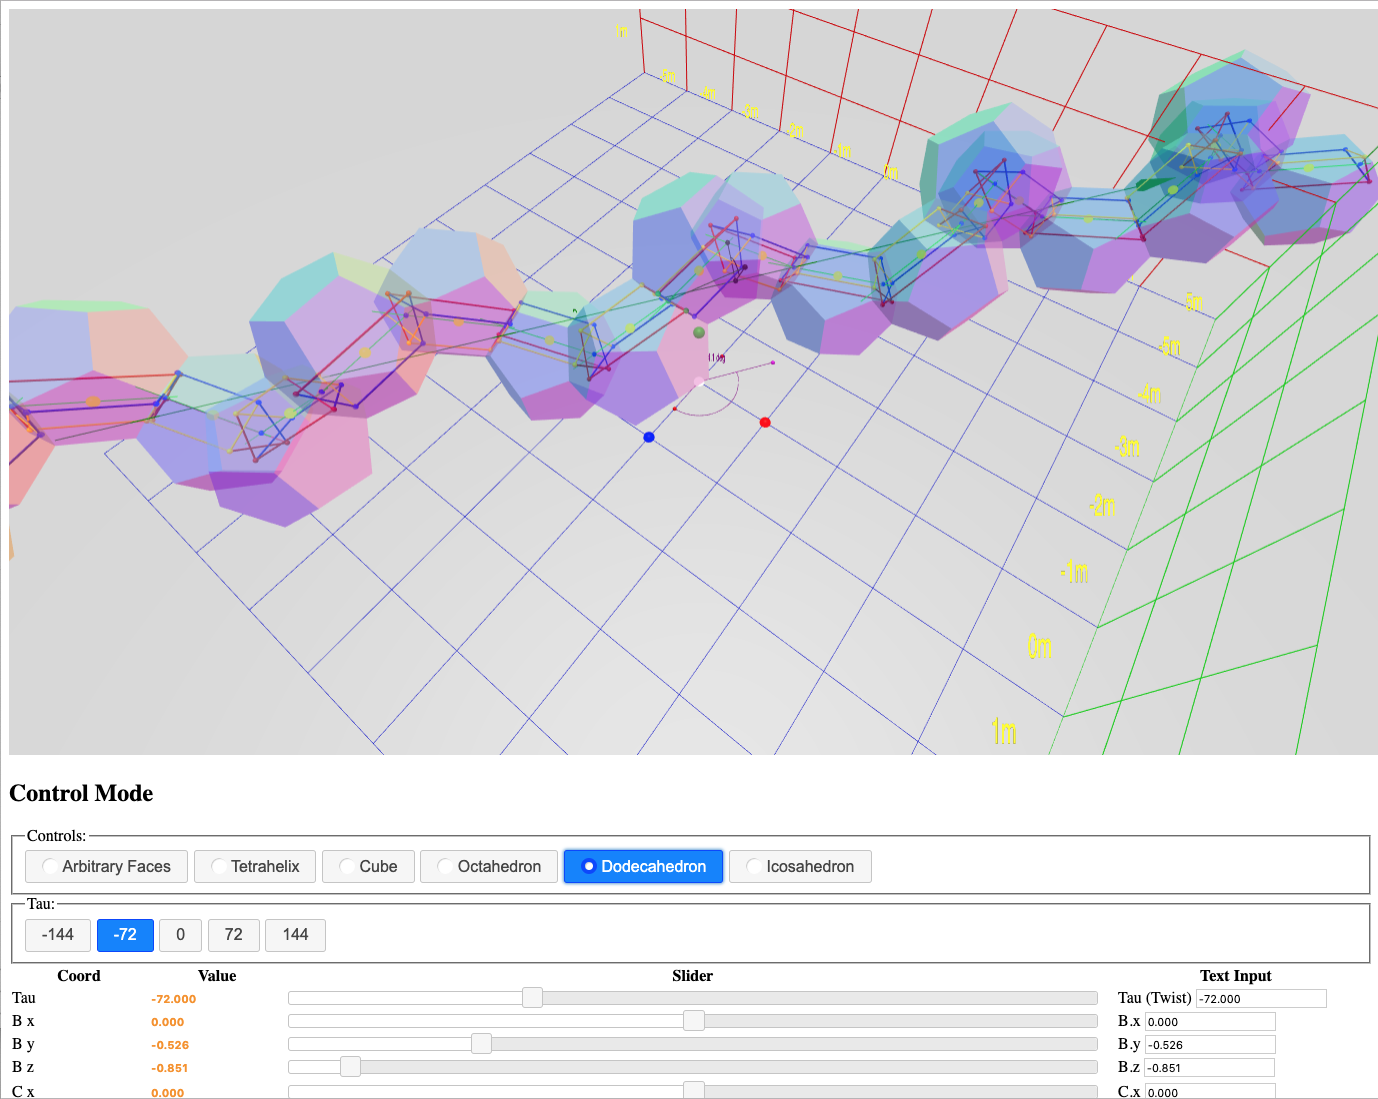 1m
-5m
-4m
-3m
-2m
-1m
0m
5m
-5m
-4m
-3m
-2m
-1m
0m
1m
Control Mode
Controls:
Arbitrary Faces Tetrahelix Cube Octahedron Dodecahedron Icosahedron
Tau:
-144 -72 0 72 144
Coord Value Slider Text Input
Tau -72.000 Tau (Twist) -72.000
B x 0.000 B.x 0.000
B y -0.526 B.y -0.526
B z -0.851 B.z -0.851
C x 0.000 C.x 0.000